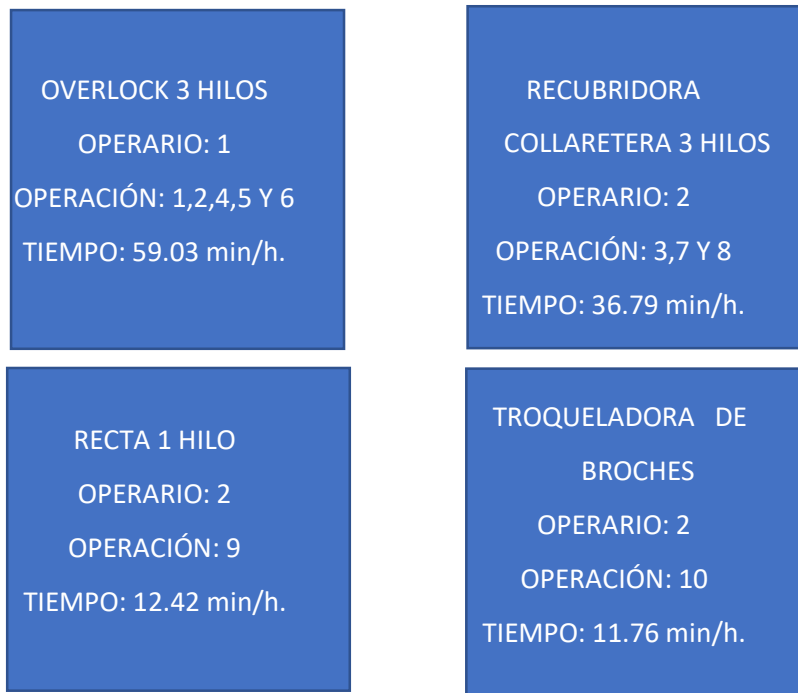 OVERLOCK 3 HILOS
OPERARIO: 1
OPERACIÓN: 1,2,4,5 Y 6
TIEMPO: 59.03 min/h.
RECUBRIDORA
COLLARETERA 3 HILOS
OPERARIO: 2
OPERACIÓN: 3,7 Y 8
TIEMPO: 36.79 min/h.
RECTA 1 HILO
OPERARIO: 2
OPERACIÓN: 9
TIEMPO: 12.42 min/h.
TROQUELADORA DE
BROCHES
OPERARIO: 2
OPERACIÓN: 10
TIEMPO: 11.76 min/h.